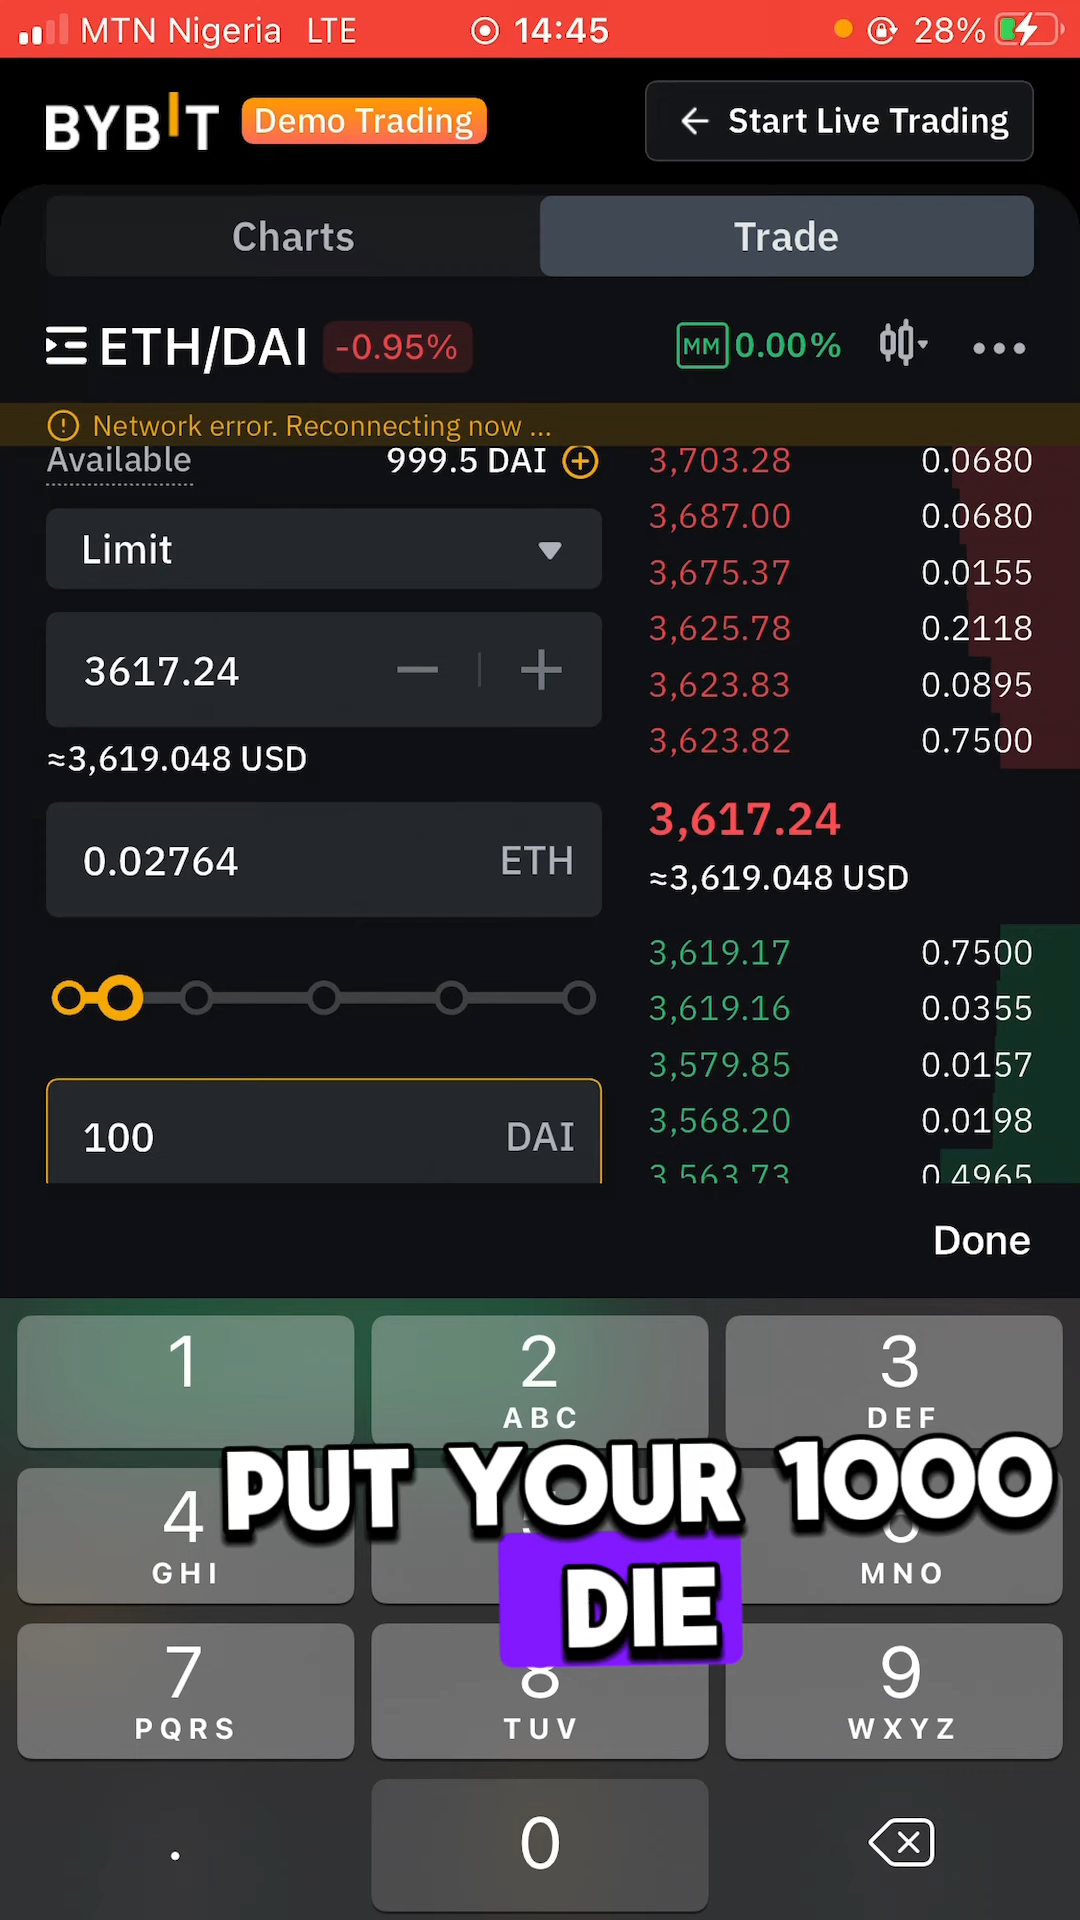 MTN Nigeria LTE 14:45 28%
BYBIT Demo Trading Start Live Trading
Charts Trade
ETH/DAI -0.95% MM 0.00%
Network error. Reconnecting now ...
Available 999.5 DAI 3,703.28 0.0680
3,687.00 0.0680
Limit
3,675.37 0.0155
3,625.78 0.2118
3617.24 3,623.83 0.0895
3,623.82 0.7500
≈3,619.048 USD
3,617.24
0.02764 ETH ≈3,619.048 USD
3,619.17 0.7500
3,619.16 0.0355
3,579.85 0.0157
100 DAI 3,568.20 0.0198
3,563.73 0.4965
Done
1 2 3
ABC DEF
PUT YOUR 1000
4
GHI MNO
DIE
7 8 9
PQRS TUV WXYZ
. 0